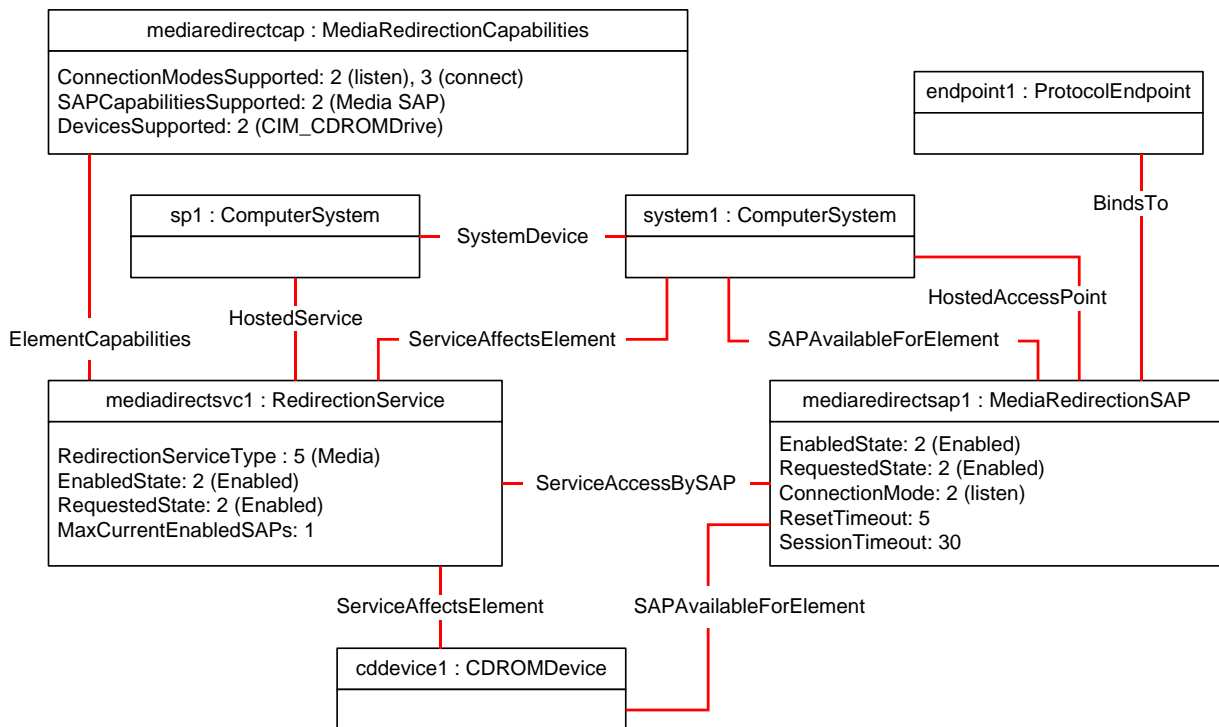 mediaredirectcap : MediaRedirectionCapabilities
ConnectionModesSupported: 2 (listen), 3 (connect)
SAPCapabilitiesSupported: 2 (Media SAP)
DevicesSupported: 2 (CIM_CDROMDrive)
endpoint1 : ProtocolEndpoint
BindsTo
sp1 : ComputerSystem
SystemDevice
system1 : ComputerSystem
HostedAccessPoint
HostedService
ElementCapabilities
ServiceAffectsElement
SAPAvailableForElement
mediadirectsvc1 : RedirectionService
RedirectionServiceType : 5 (Media)
EnabledState: 2 (Enabled)
RequestedState: 2 (Enabled)
MaxCurrentEnabledSAPs: 1
ServiceAccessBySAP
mediaredirectsap1 : MediaRedirectionSAP
EnabledState: 2 (Enabled)
RequestedState: 2 (Enabled)
ConnectionMode: 2 (listen)
ResetTimeout: 5
SessionTimeout: 30
ServiceAffectsElement
SAPAvailableForElement
cddevice1 : CDROMDevice